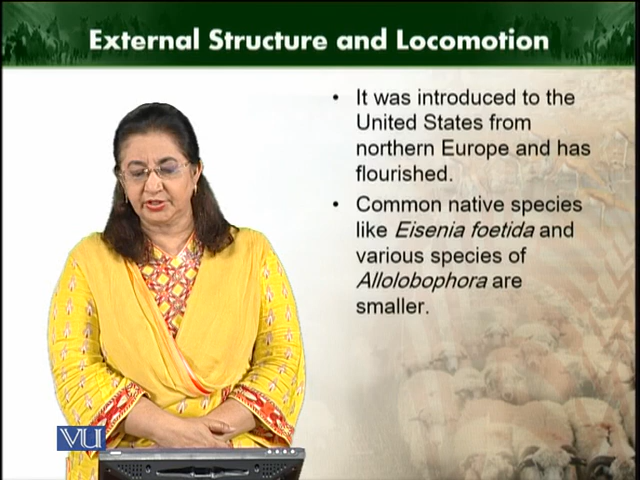 External Structure and Locomotion
• It was introduced to the
United States from
northern Europe and has
flourished.
• Common native species
like Eisenia foetida and
various species of
Allolobophora are
smaller.
VU